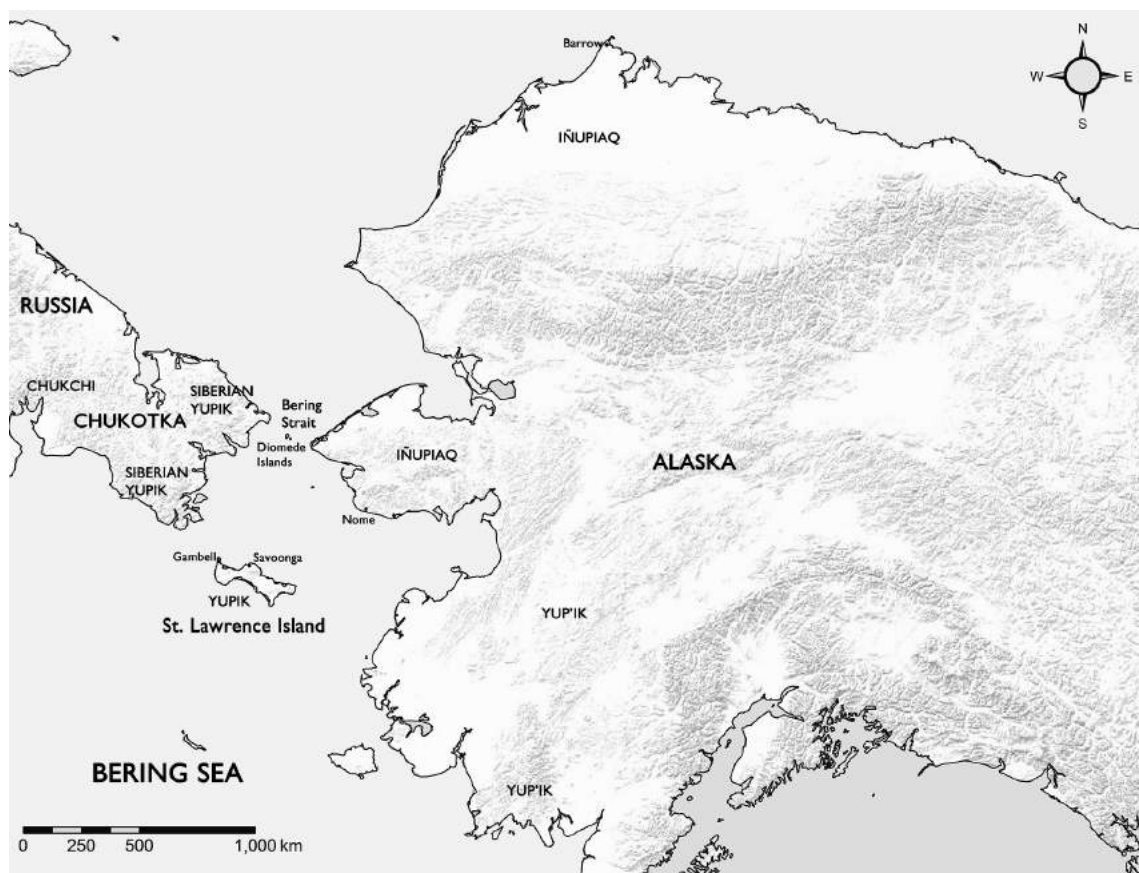 Barrow
N
W
E
S
IÑUPIAQ
RUSSIA
CHUKCHI
SIBERIAN
YUPIK
CHUKOTKA
Bering
Strait
Diomede
Islands
IÑUPIAQ
ALASKA
SIBERIAN
YUPIK
Nome
Gambell
Savoonga
YUPIK
St. Lawrence Island
YUP'IK
BERING SEA
YUP'IK
0
250
500
1,000 km